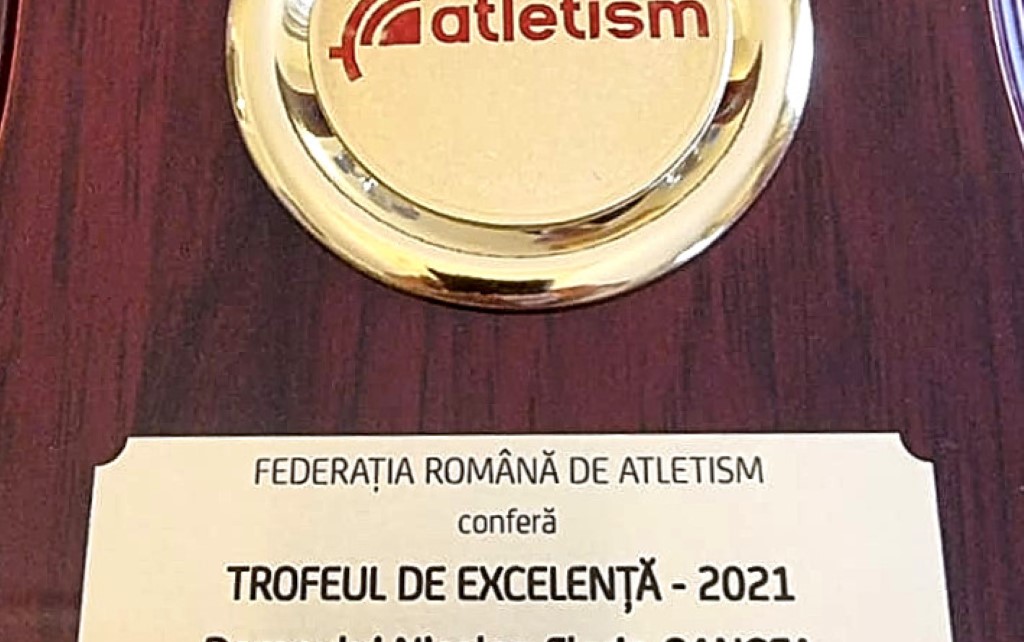 atletism
FEDERAȚIA ROMÂNĂ DE ATLETISM
conferă
TROFEUL DE EXCELENȚĂ - 2021